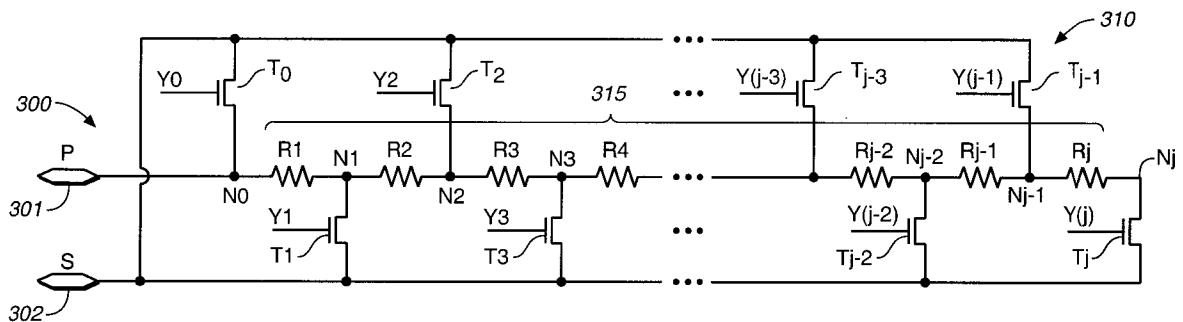 310
Y0 T0 Y2 T2 ••• Y(j-3) Tj-3 Y(j-1) Tj-1
300 315
P R1 N1 R2 R3 N3 R4 ••• Rj-2 Nj-2 Rj-1 Rj Nj
301 N0 N2 Nj-1
Y1 Y3 ••• Y(j-2) Y(j)
T1 T3 Tj-2 Tj
S •••
302